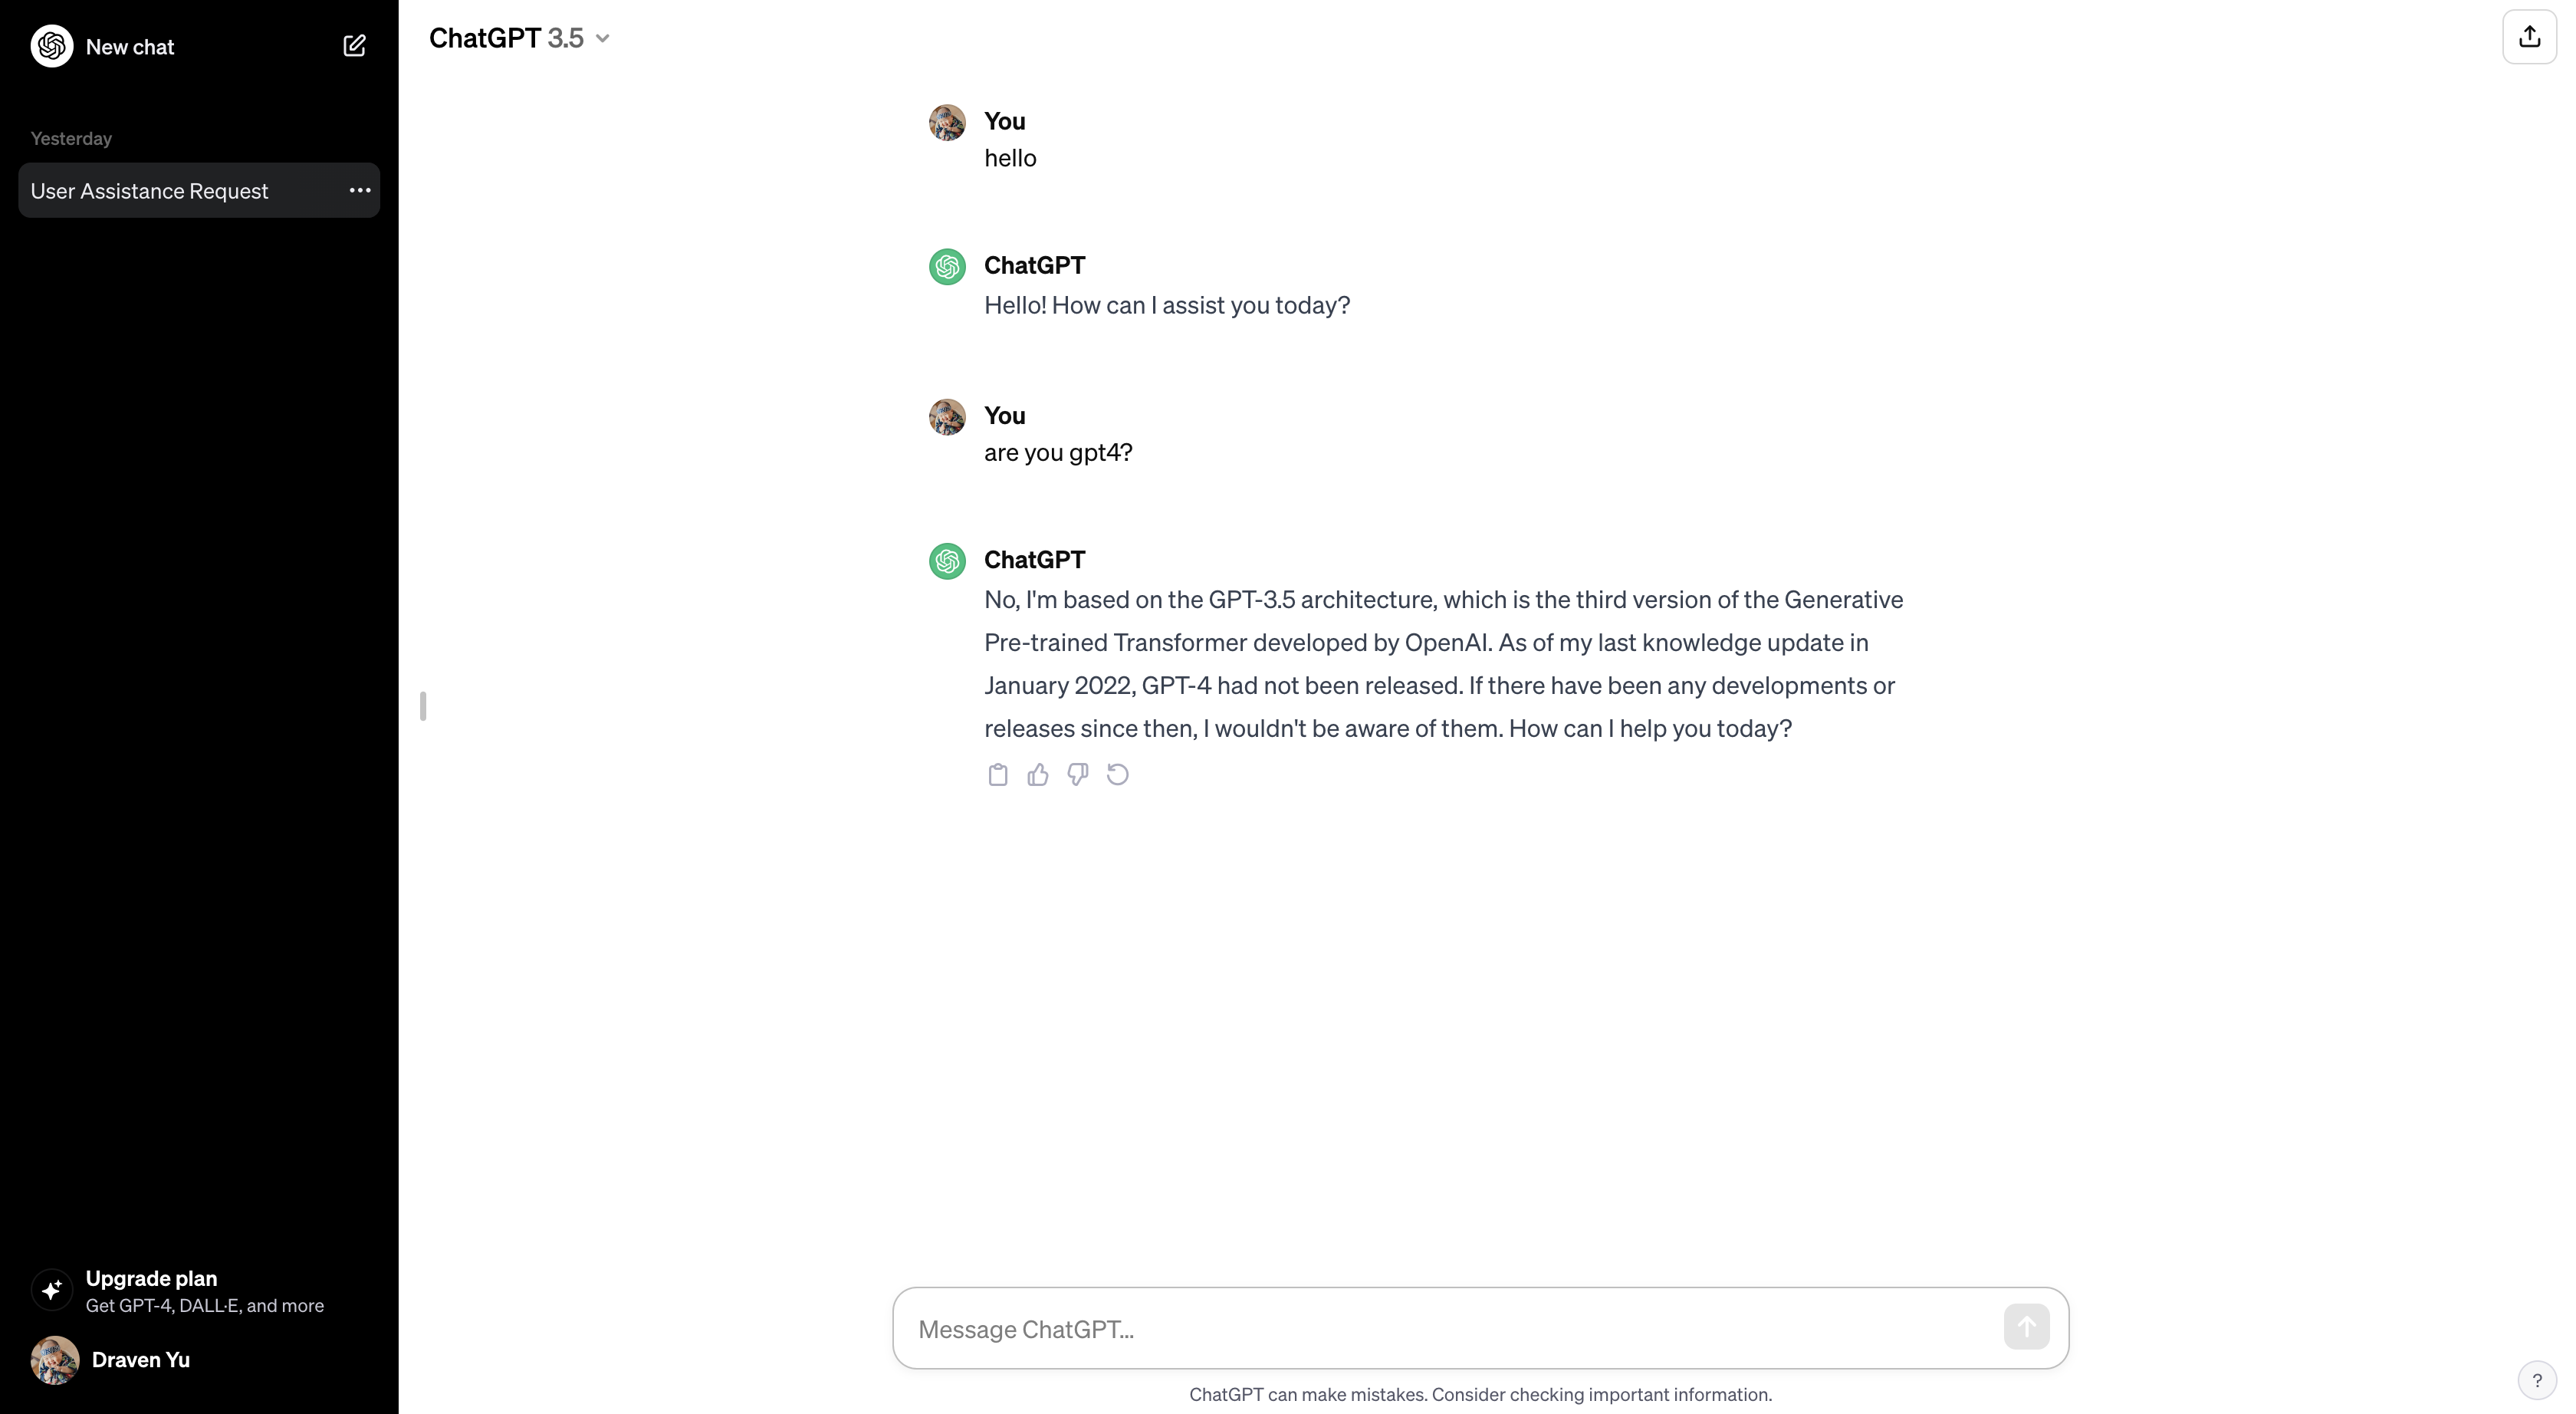 New chat
Yesterday
User Assistance Request
Upgrade plan
Get GPT-4, DALL·E, and more
Draven Yu
ChatGPT 3.5
You
hello
ChatGPT
Hello! How can I assist you today?
You
are you gpt4?
ChatGPT
No, I'm based on the GPT-3.5 architecture, which is the third version of the Generative
Pre-trained Transformer developed by OpenAI. As of my last knowledge update in
January 2022, GPT-4 had not been released. If there have been any developments or
releases since then, I wouldn't be aware of them. How can I help you today?
Message ChatGPT...
ChatGPT can make mistakes. Consider checking important information.
?